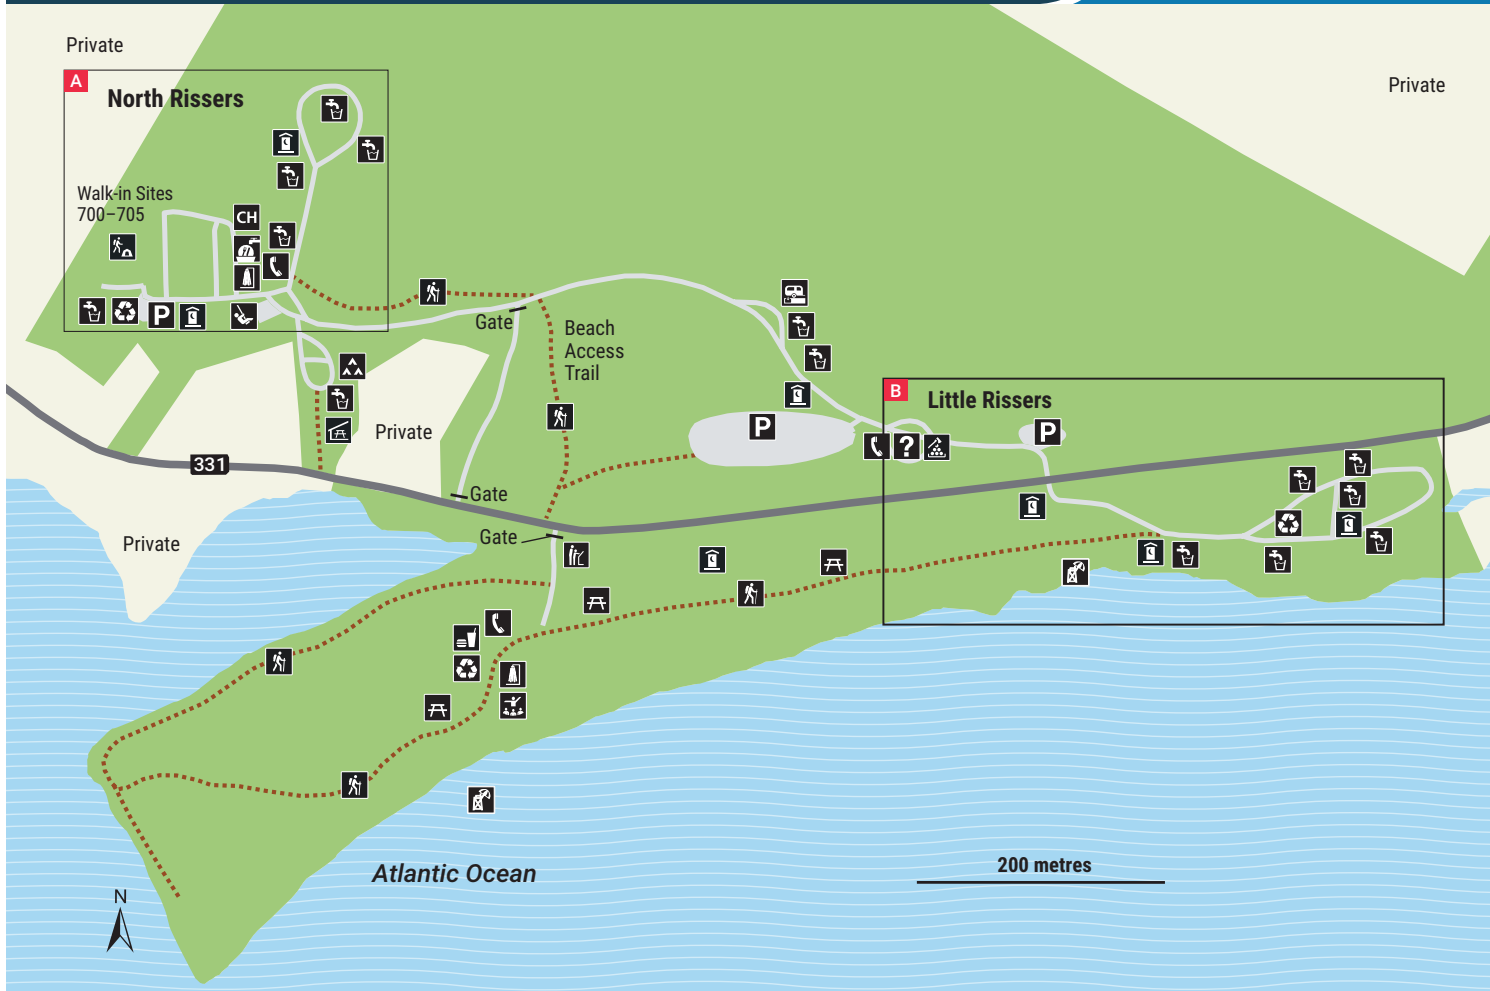 Private
Private
A
North Rissers
Walk-in Sites
700–705
CH
P
Gate
Beach
Access
Trail
B
Little Rissers
P
P
?
Private
331
Gate
Gate
Private
Atlantic Ocean
200 metres
N